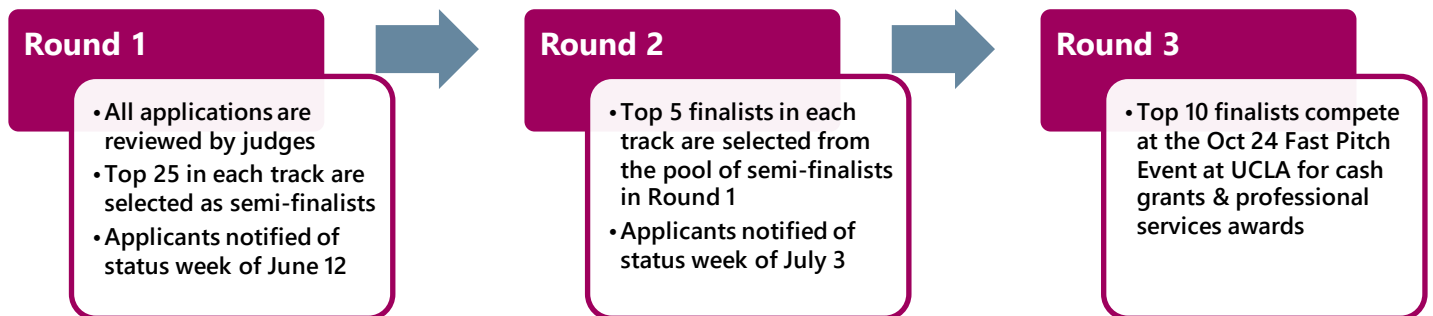 Round 1
•All applications are
reviewed by judges
•Top 25 in each track are
selected as semi-finalists
•Applicants notified of
status week of June 12
Round 2
•Top 5 finalists in each
track are selected from
the pool of semi-finalists
in Round 1
•Applicants notified of
status week of July 3
Round 3
•Top 10 finalists compete
at the Oct 24 Fast Pitch
Event at UCLA for cash
grants & professional
services awards